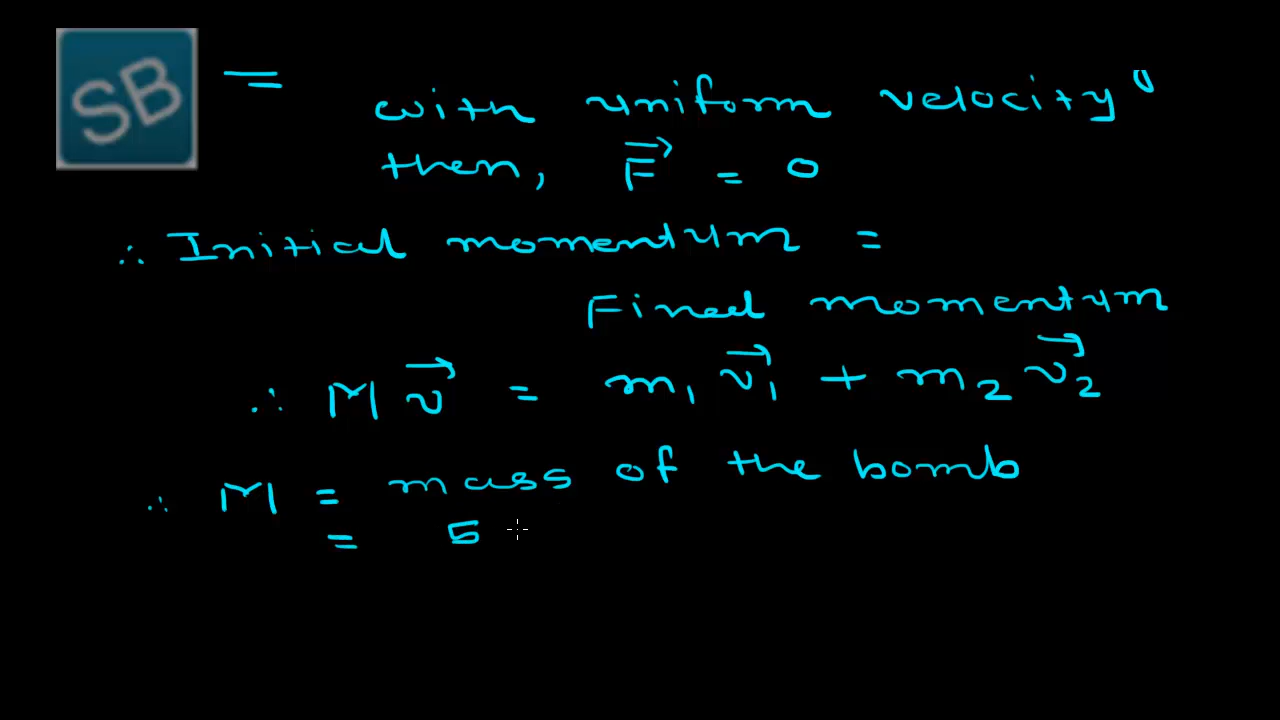 SB
= with uniform velocity"
then, F⃗ = 0
∴ Initial momentum =
Final momentum
∴ M v⃗ = m₁ v⃗₁ + m₂ v⃗₂
∴ M = mass of the bomb
= 5